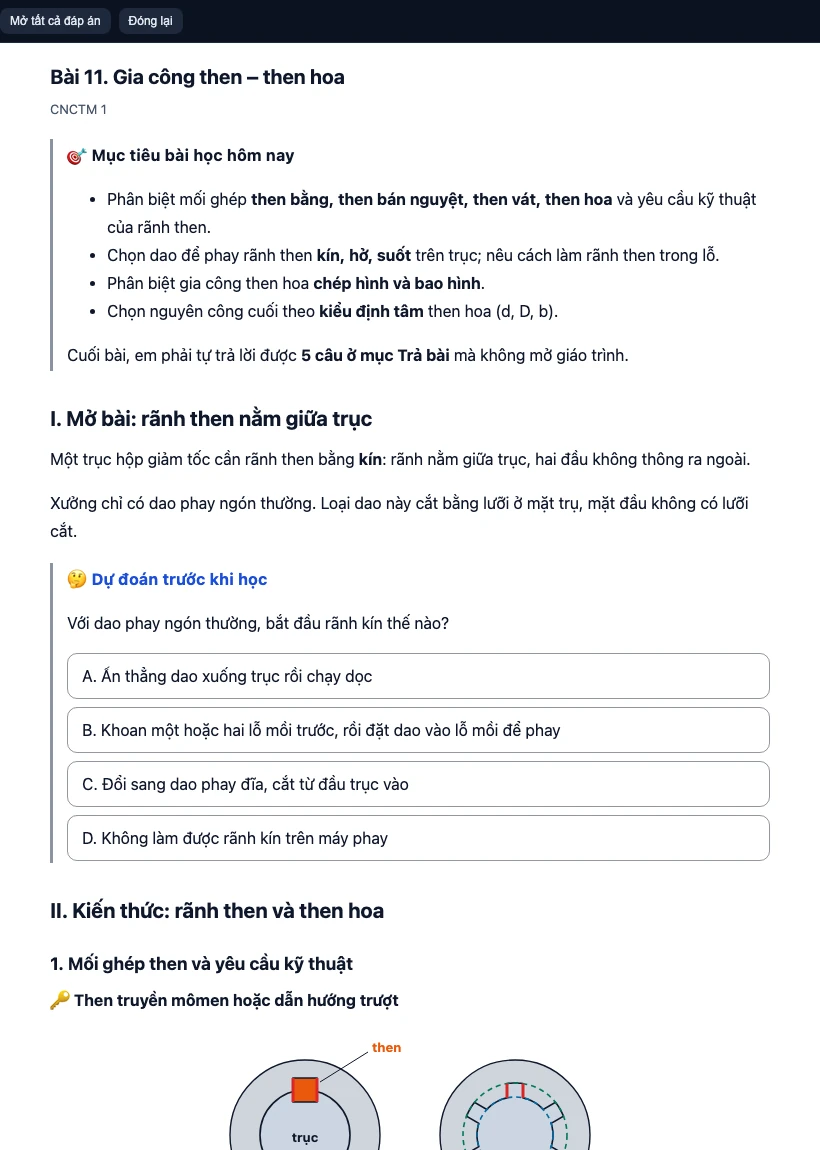 Mở tất cả đáp án Đóng lại
Bài 11. Gia công then – then hoa
CNCTM 1
🎯 Mục tiêu bài học hôm nay
• Phân biệt mối ghép then bằng, then bán nguyệt, then vát, then hoa và yêu cầu kỹ thuật
của rãnh then.
• Chọn dao để phay rãnh then kín, hở, suốt trên trục; nêu cách làm rãnh then trong lỗ.
• Phân biệt gia công then hoa chép hình và bao hình.
• Chọn nguyên công cuối theo kiểu định tâm then hoa (d, D, b).
Cuối bài, em phải tự trả lời được 5 câu ở mục Trả bài mà không mở giáo trình.
I. Mở bài: rãnh then nằm giữa trục
Một trục hộp giảm tốc cần rãnh then bằng kín: rãnh nằm giữa trục, hai đầu không thông ra ngoài.
Xưởng chỉ có dao phay ngón thường. Loại dao này cắt bằng lưỡi ở mặt trụ, mặt đầu không có lưỡi
cắt.
🤔 Dự đoán trước khi học
Với dao phay ngón thường, bắt đầu rãnh kín thế nào?
A. Ấn thẳng dao xuống trục rồi chạy dọc
B. Khoan một hoặc hai lỗ mồi trước, rồi đặt dao vào lỗ mồi để phay
C. Đổi sang dao phay đĩa, cắt từ đầu trục vào
D. Không làm được rãnh kín trên máy phay
II. Kiến thức: rãnh then và then hoa
1. Mối ghép then và yêu cầu kỹ thuật
🔑 Then truyền mômen hoặc dẫn hướng trượt
then
trục